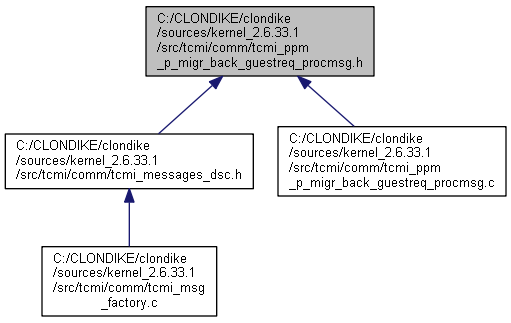 C:/CLONDIKE/clondike
/sources/kernel_2.6.33.1
/src/tcmi/comm/tcmi_ppm
_p_migr_back_guestreq_procmsg.h
C:/CLONDIKE/clondike
/sources/kernel_2.6.33.1
/src/tcmi/comm/tcmi_messages_dsc.h
C:/CLONDIKE/clondike
/sources/kernel_2.6.33.1
/src/tcmi/comm/tcmi_ppm
_p_migr_back_guestreq_procmsg.c
C:/CLONDIKE/clondike
/sources/kernel_2.6.33.1
/src/tcmi/comm/tcmi_msg
_factory.c